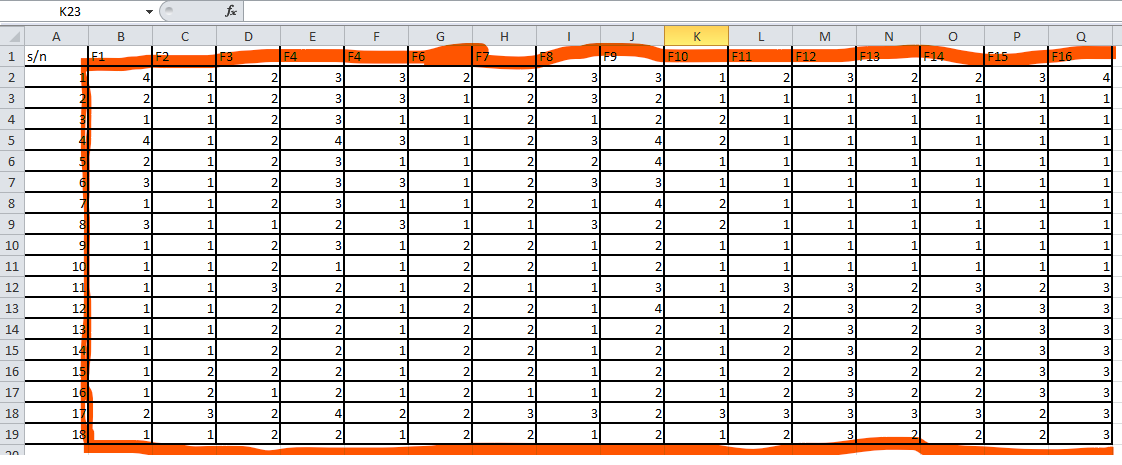 K23 fx
A B C D E F G H I J K L M N O P Q
1 s/n F1 F2 F3 F4 F4 F6 F7 F8 F9 F10 F11 F12 F13 F14 F15 F16
2 1 4 1 2 3 3 2 2 3 3 1 2 3 2 2 3 4
3 2 2 1 2 3 3 1 2 3 2 1 1 1 1 1 1 1
4 3 1 1 2 3 1 1 2 1 2 2 1 1 1 1 1 1
5 4 4 1 2 4 3 1 2 3 4 2 1 1 1 1 1 1
6 5 2 1 2 3 1 1 2 2 4 1 1 1 1 1 1 1
7 6 3 1 2 3 3 1 2 3 3 1 1 1 1 1 1 1
8 7 1 1 2 3 1 1 2 1 4 2 1 1 1 1 1 1
9 8 3 1 1 2 3 1 1 3 2 2 1 1 1 1 1 1
10 9 1 1 2 3 1 2 2 1 2 1 1 1 1 1 1 1
11 10 1 1 2 1 1 2 2 1 2 1 1 1 1 1 1 1
12 11 1 1 3 2 1 2 1 1 3 1 3 3 2 3 2 3
13 12 1 1 2 2 1 2 2 1 4 1 2 3 2 3 3 3
14 13 1 1 2 2 1 2 2 1 2 1 2 3 2 3 3 3
15 14 1 1 2 2 1 2 2 1 2 1 2 3 2 2 3 3
16 15 1 2 2 2 1 2 2 1 2 1 2 3 2 2 3 3
17 16 1 2 1 2 1 2 1 1 2 1 2 3 2 2 3 3
18 17 2 3 2 4 2 2 3 3 2 3 3 3 3 3 2 3
19 18 1 1 2 2 1 2 2 1 2 1 2 3 2 2 2 3